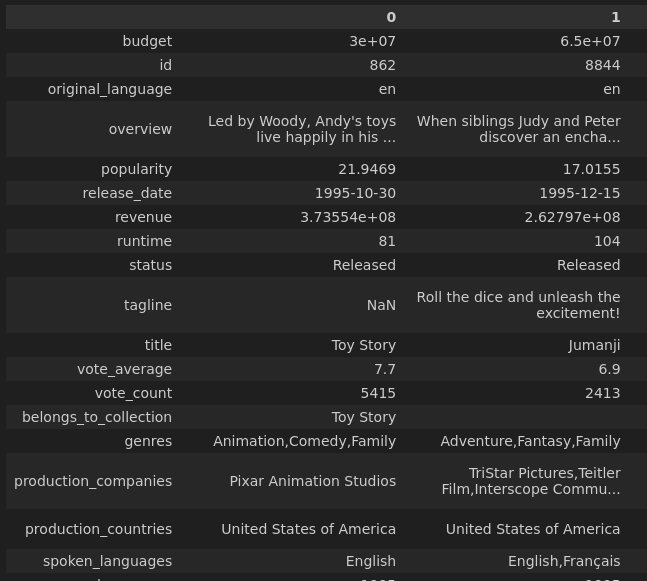 0 1
budget 3e+07 6.5e+07
id 862 8844
original_language en en
overview Led by Woody, Andy's toys live happily in his ... When siblings Judy and Peter discover an encha...
popularity 21.9469 17.0155
release_date 1995-10-30 1995-12-15
revenue 3.73554e+08 2.62797e+08
runtime 81 104
status Released Released
tagline NaN Roll the dice and unleash the excitement!
title Toy Story Jumanji
vote_average 7.7 6.9
vote_count 5415 2413
belongs_to_collection Toy Story
genres Animation,Comedy,Family Adventure,Fantasy,Family
production_companies Pixar Animation Studios TriStar Pictures,Teitler Film,Interscope Commu...
production_countries United States of America United States of America
spoken_languages English English,Français